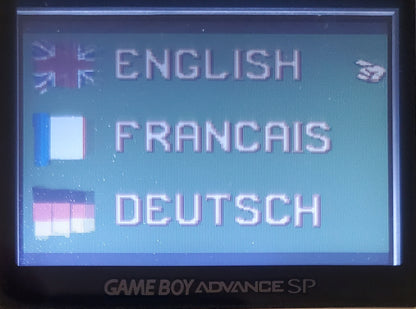 ENGLISH
FRANCAIS
DEUTSCH
GAME BOY ADVANCE SP